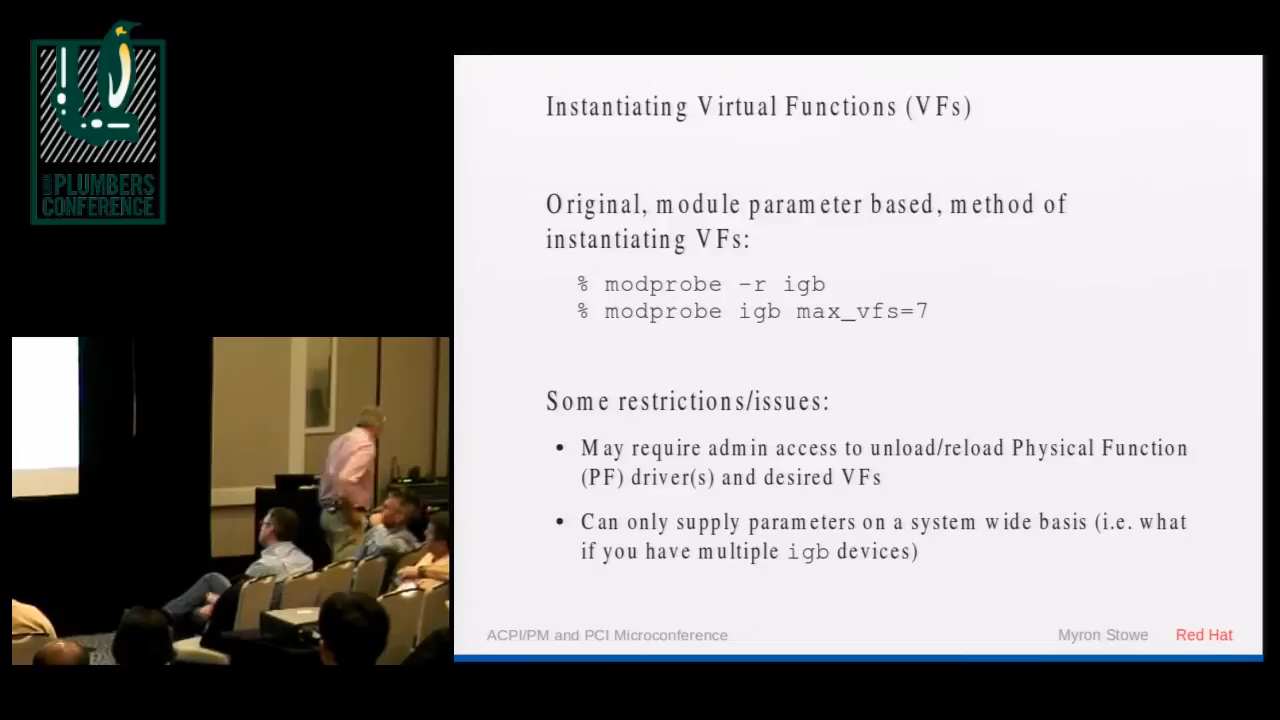 PLUMBERS
CONFERENCE
Instantiating Virtual Functions (VFs)
Original, module parameter based, method of
instantiating VFs:
% modprobe -r igb
% modprobe igb max_vfs=7
Some restrictions/issues:
• May require admin access to unload/reload Physical Function
(PF) driver(s) and desired VFs
• Can only supply parameters on a system wide basis (i.e. what
if you have multiple igb devices)
ACPI/PM and PCI Microconference
Myron Stowe
Red Hat